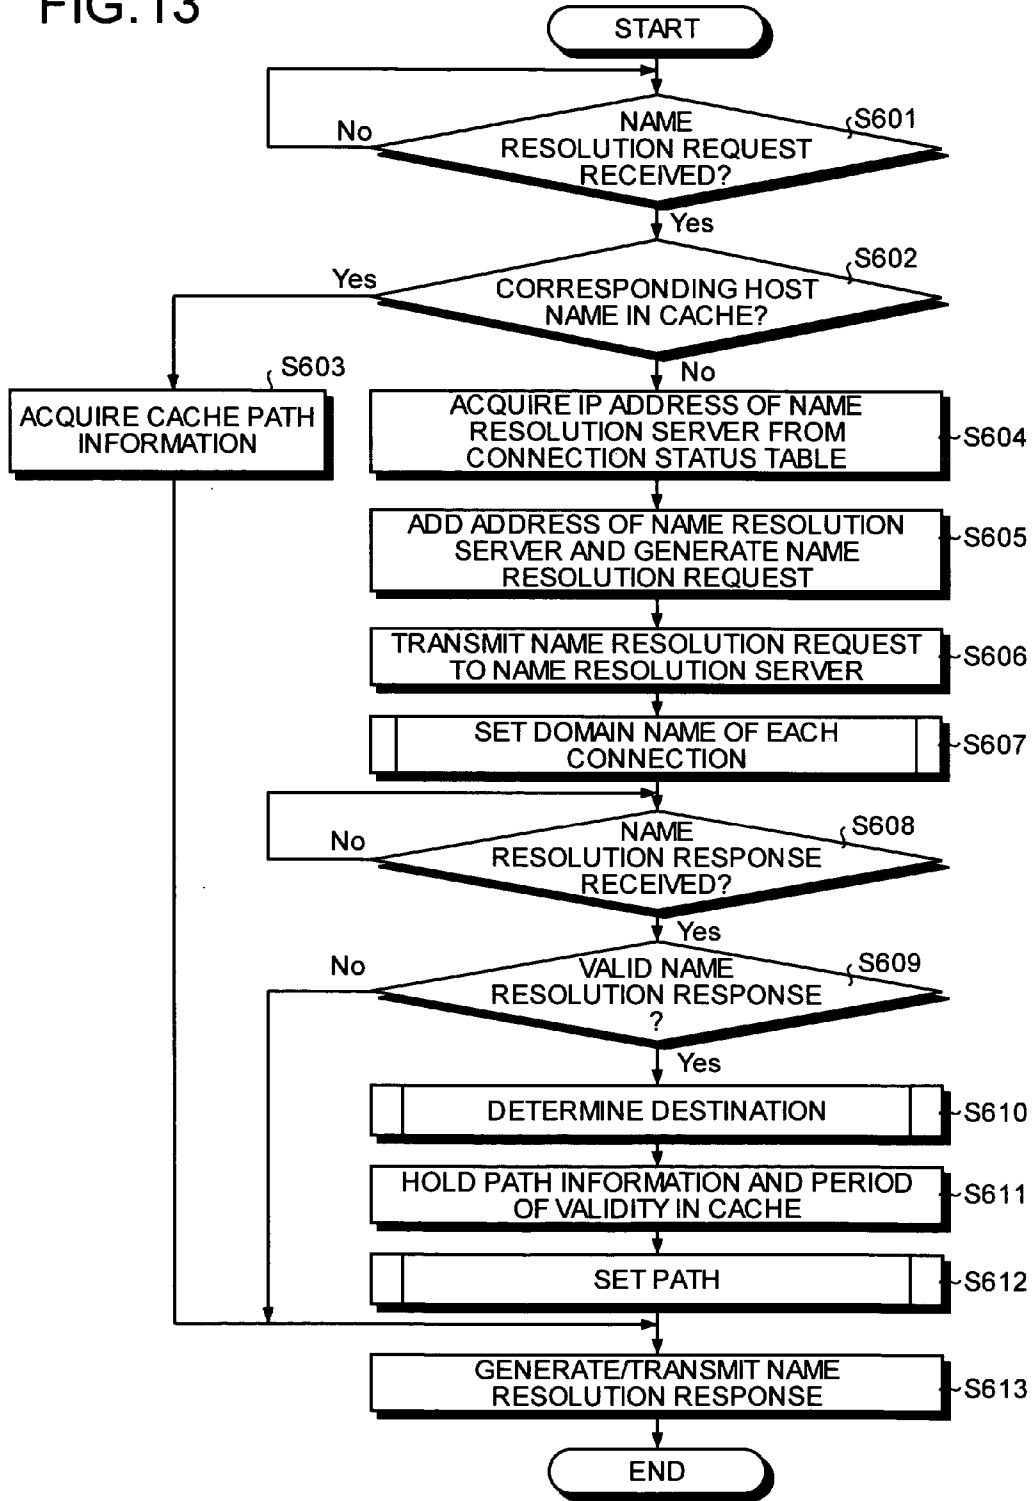 FIG. 13
START
NAME
RESOLUTION REQUEST
RECEIVED?
S601
No
Yes
CORRESPONDING HOST
NAME IN CACHE?
S602
Yes
No
ACQUIRE CACHE PATH
INFORMATION
S603
ACQUIRE IP ADDRESS OF NAME
RESOLUTION SERVER FROM
CONNECTION STATUS TABLE
S604
ADD ADDRESS OF NAME RESOLUTION
SERVER AND GENERATE NAME
RESOLUTION REQUEST
S605
TRANSMIT NAME RESOLUTION REQUEST
TO NAME RESOLUTION SERVER
S606
SET DOMAIN NAME OF EACH
CONNECTION
S607
NAME
RESOLUTION RESPONSE
RECEIVED?
S608
No
Yes
VALID NAME
RESOLUTION RESPONSE
?
S609
No
Yes
DETERMINE DESTINATION
S610
HOLD PATH INFORMATION AND PERIOD
OF VALIDITY IN CACHE
S611
SET PATH
S612
GENERATE/TRANSMIT NAME
RESOLUTION RESPONSE
S613
END